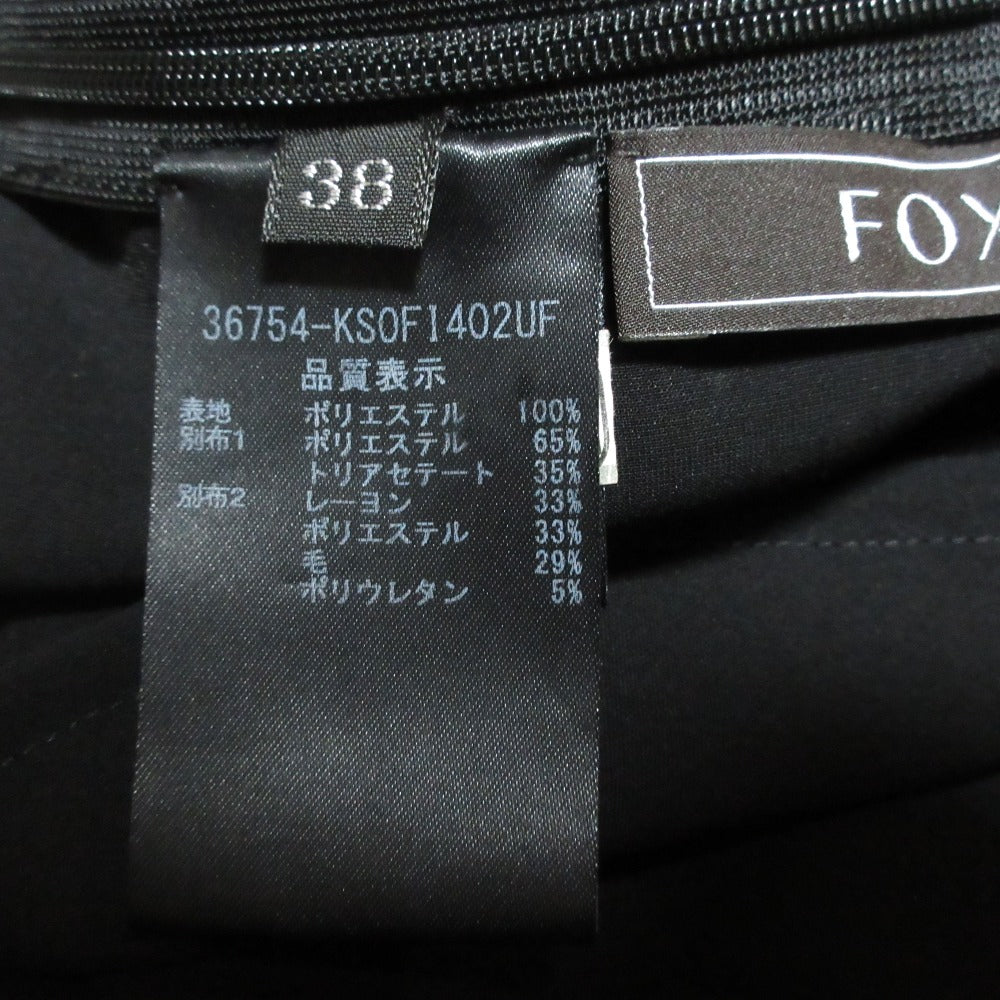 38
FOX
36754-KSOF1402UF
品質表示
表地 ポリエステル 100%
別布1 ポリエステル 65%
トリアセテート 35%
別布2 レーヨン 33%
ポリエステル 33%
毛 29%
ポリウレタン 5%